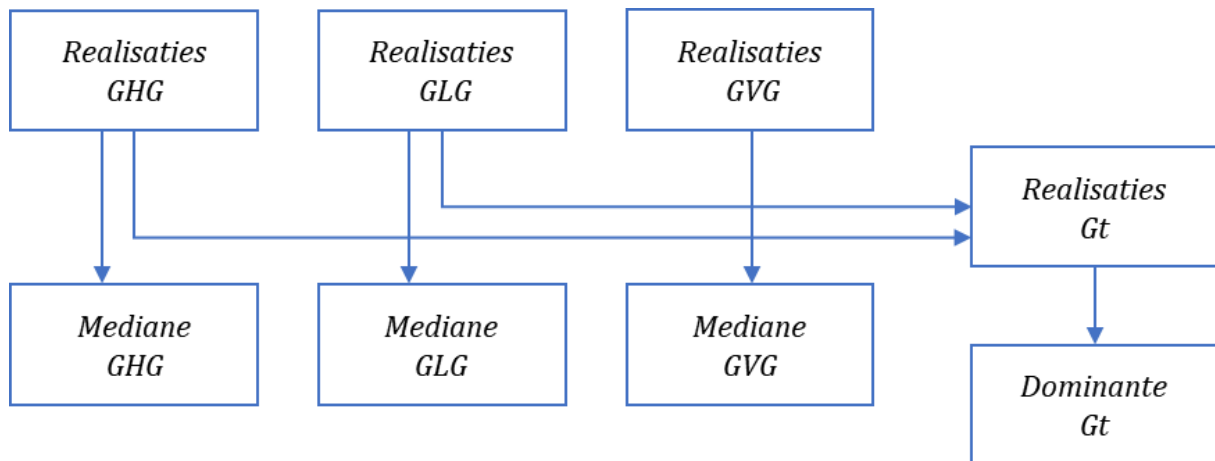 Realisaties
GHG
Realisaties
GLG
Realisaties
GVG
Realisaties
Gt
Mediane
GHG
Mediane
GLG
Mediane
GVG
Dominante
Gt